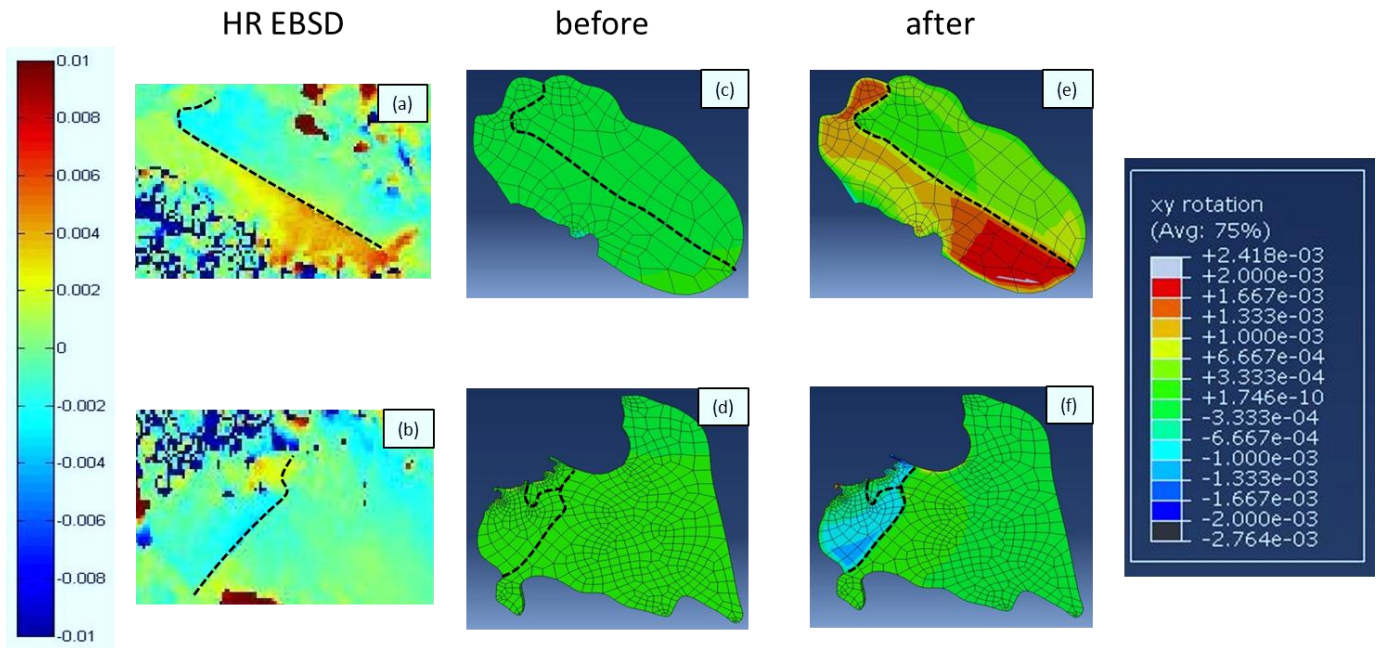 HR EBSD
before
after
0.01
0.008
0.006
0.004
0.002
0
-0.002
-0.004
-0.006
-0.008
-0.01
(a)
(c)
(e)
(b)
(d)
(f)
xy rotation
(Avg: 75%)
+2.418e-03
+2.000e-03
+1.667e-03
+1.333e-03
+1.000e-03
+6.667e-04
+3.333e-04
+1.746e-10
-3.333e-04
-6.667e-04
-1.000e-03
-1.333e-03
-1.667e-03
-2.000e-03
-2.764e-03